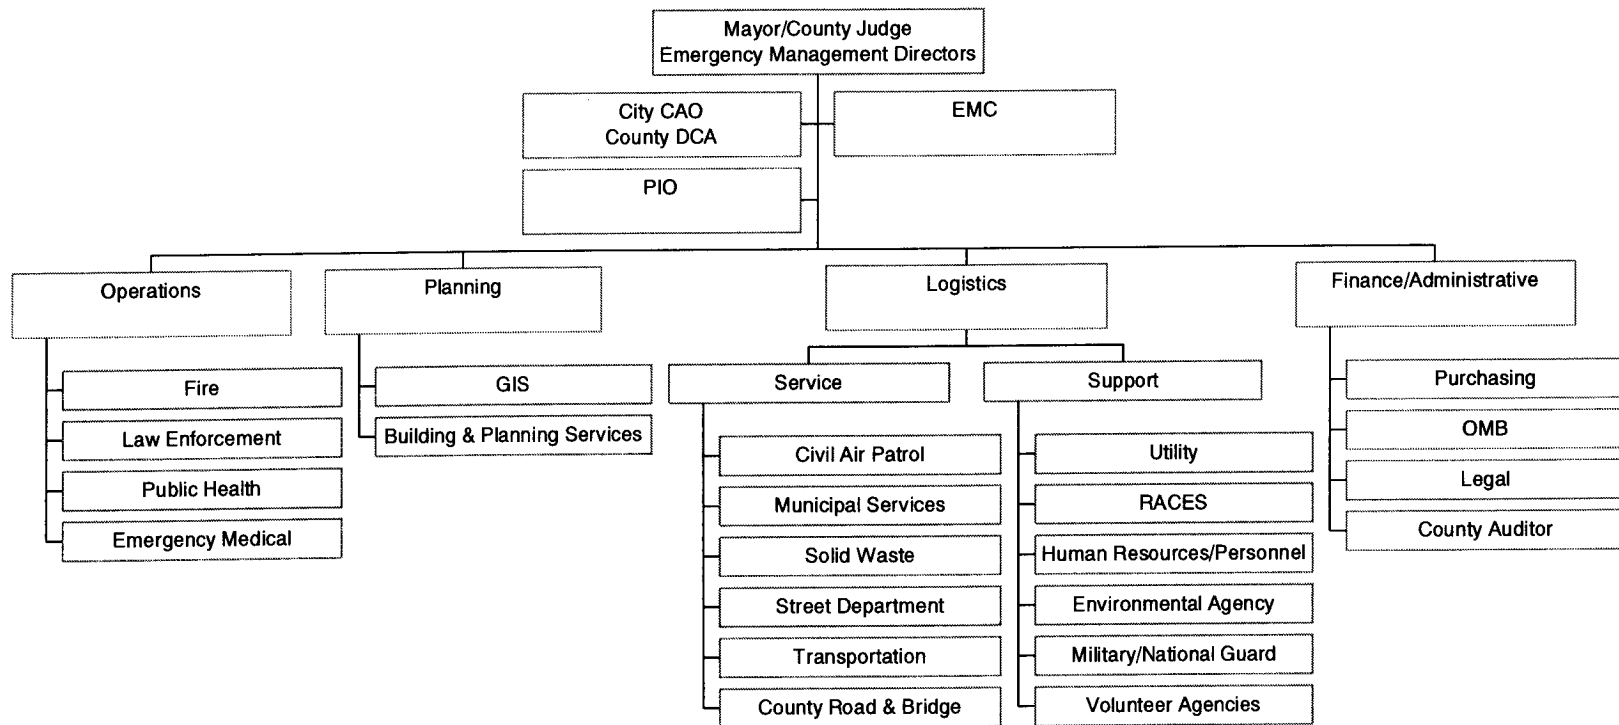 Mayor/County Judge
Emergency Management Directors
City CAO
County DCA
EMC
PIO
Operations
Planning
Logistics
Finance/Administrative
Fire
Law Enforcement
Public Health
Emergency Medical
GIS
Building & Planning Services
Service
Support
Civil Air Patrol
Municipal Services
Solid Waste
Street Department
Transportation
County Road & Bridge
Utility
RACES
Human Resources/Personnel
Environmental Agency
Military/National Guard
Volunteer Agencies
Purchasing
OMB
Legal
County Auditor